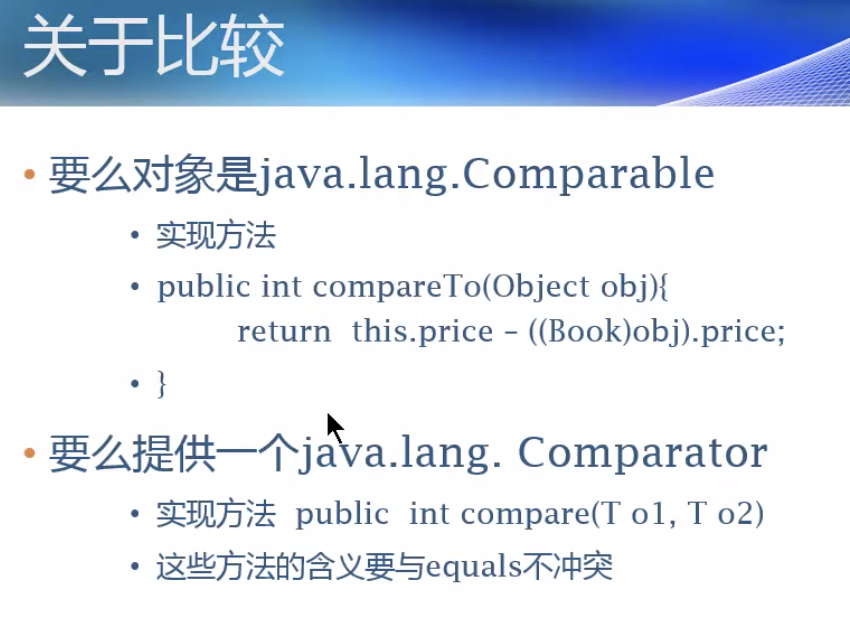 关于比较
• 要么对象是java.lang.Comparable
• 实现方法
• public int compareTo(Object obj){
return this.price – ((Book)obj).price;
• }
• 要么提供一个java.lang. Comparator
• 实现方法 public int compare(T o1, T o2)
• 这些方法的含义要与equals不冲突